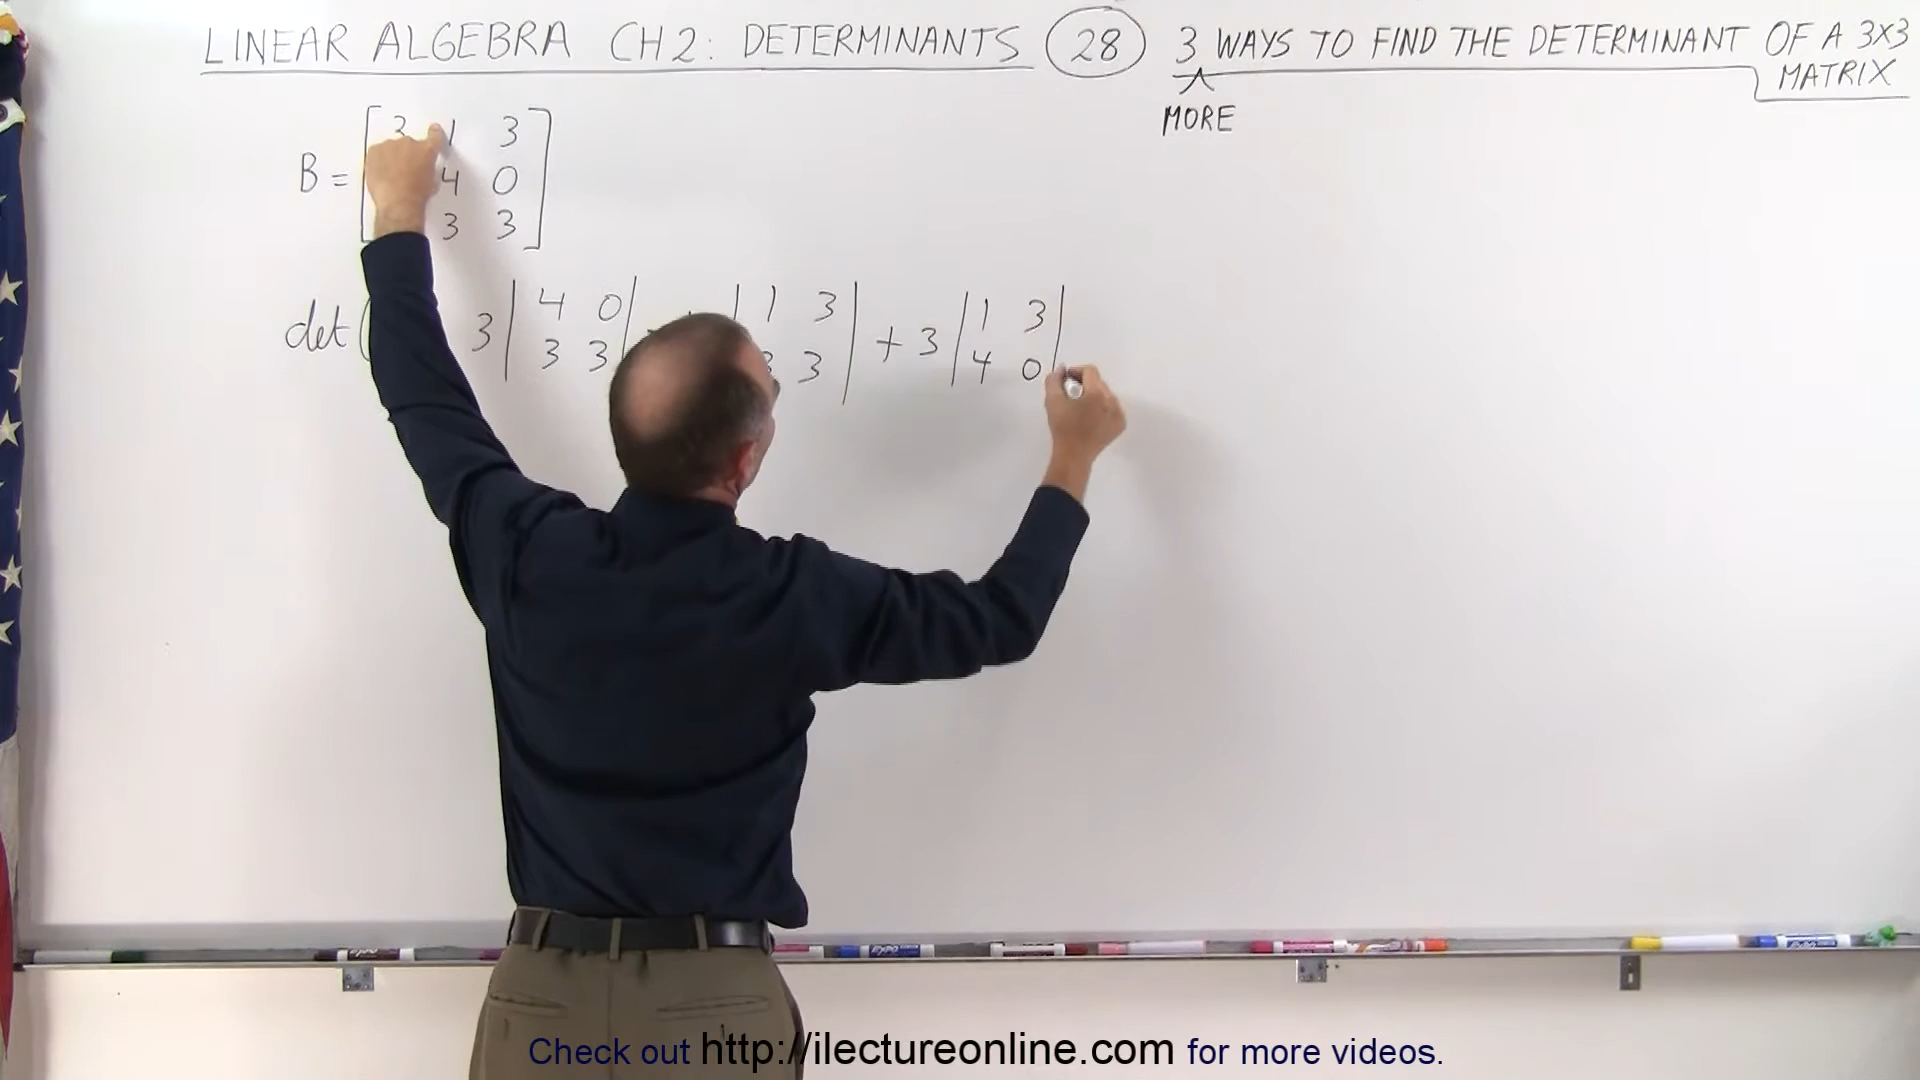 LINEAR ALGEBRA CH2: DETERMINANTS 28 3 WAYS TO FIND THE DETERMINANT OF A 3X3
MATRIX
MORE
B = [ 3 1 3 ]
4 0
3 3
det ( 3 | 4 0 | | 1 3 | + 3 | 1 3 |
3 3 3 3 4 0
Check out http://ilectureonline.com for more videos.